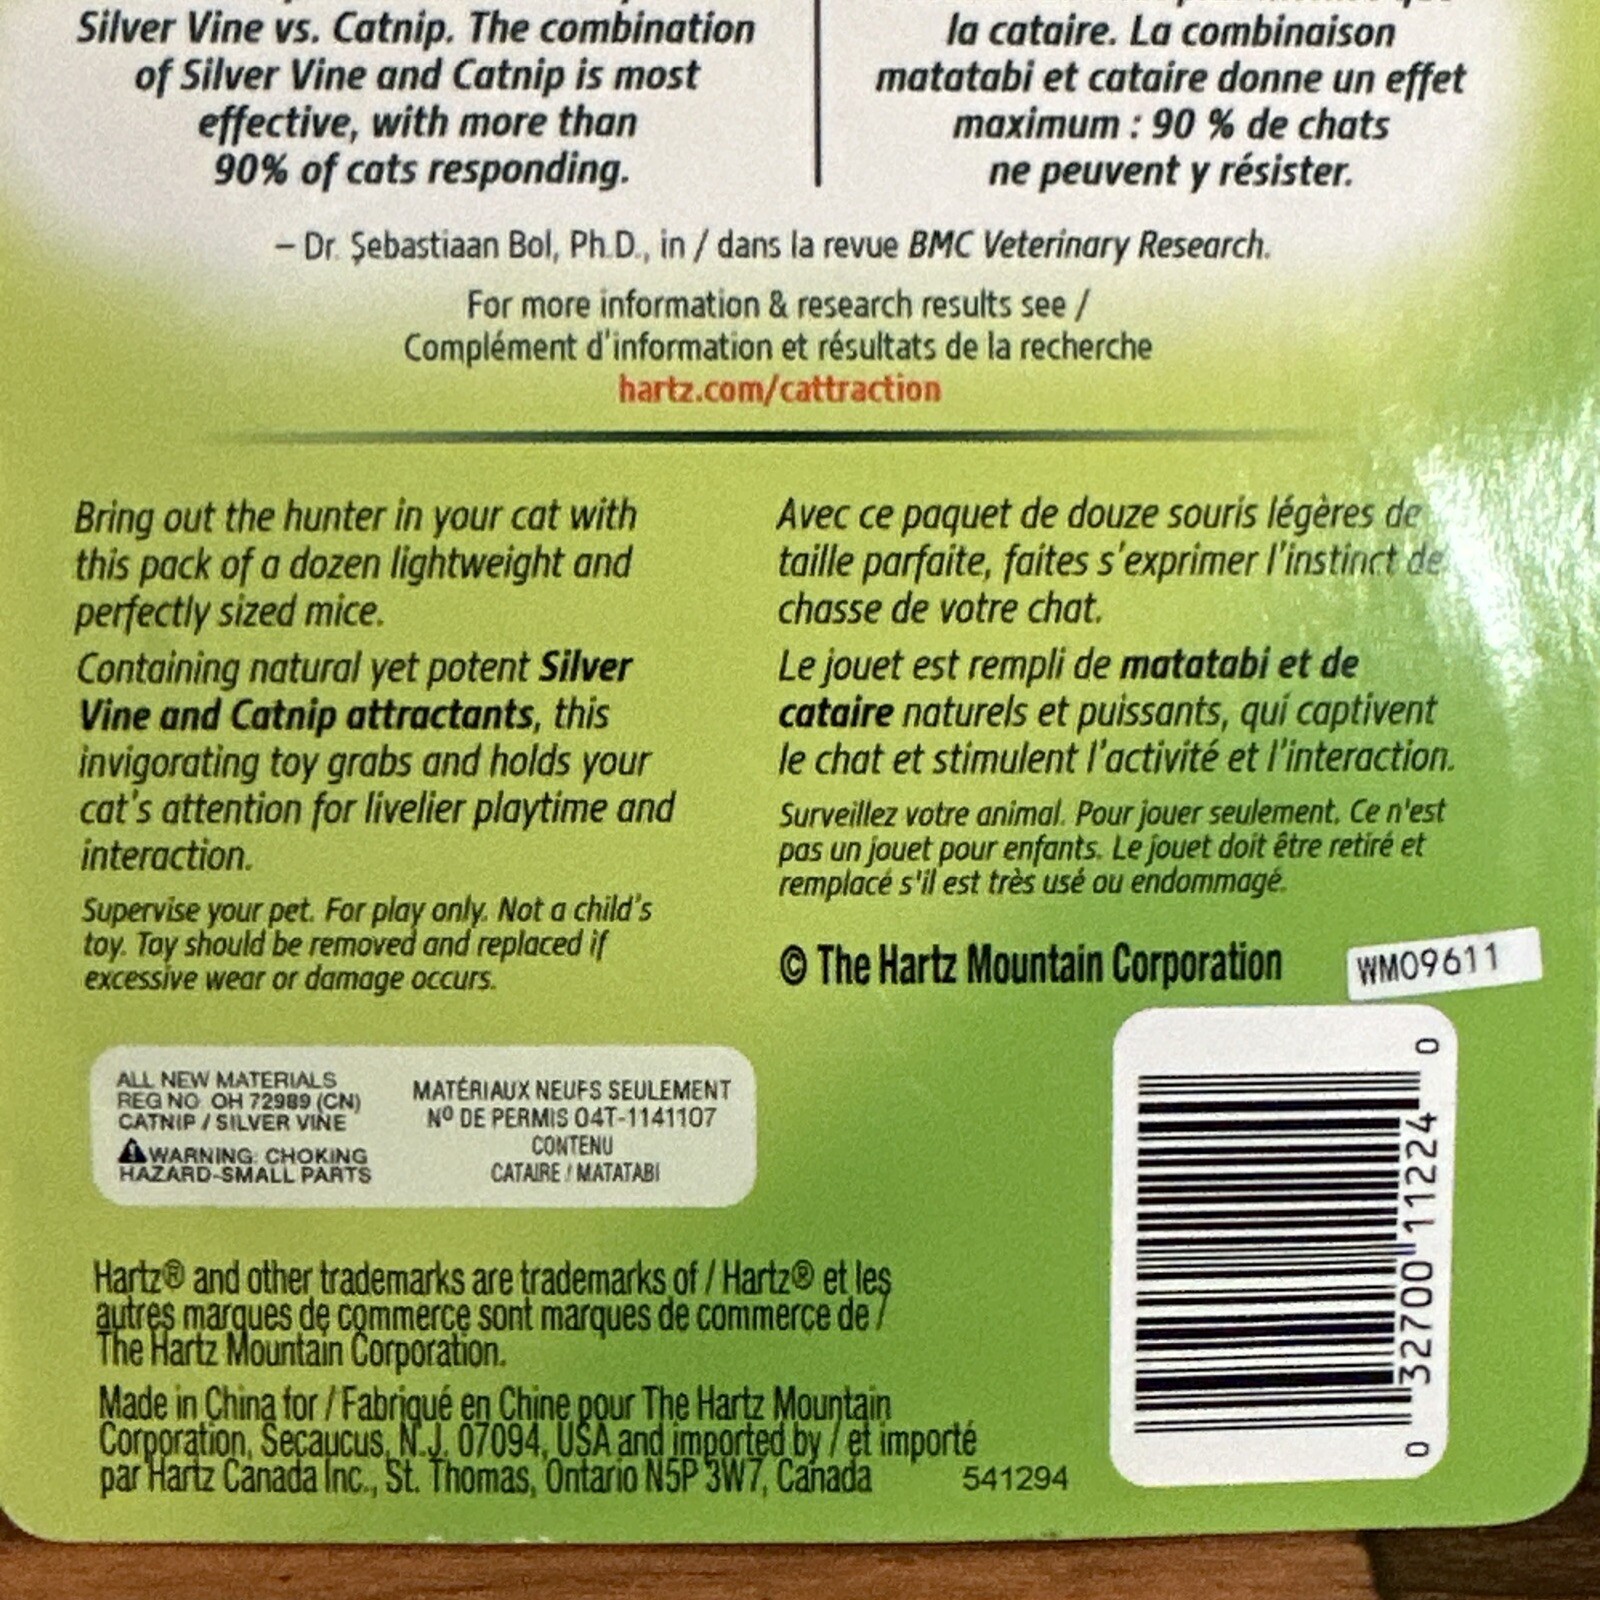 Silver Vine vs. Catnip. The combination
of Silver Vine and Catnip is most
effective, with more than
90% of cats responding.
la cataire. La combinaison
matatabi et cataire donne un effet
maximum : 90 % de chats
ne peuvent y résister.
– Dr. Sebastiaan Bol, Ph.D., in / dans la revue BMC Veterinary Research.
For more information & research results see /
Complément d'information et résultats de la recherche
hartz.com/cattraction
Bring out the hunter in your cat with
this pack of a dozen lightweight and
perfectly sized mice.
Containing natural yet potent Silver
Vine and Catnip attractants, this
invigorating toy grabs and holds your
cat's attention for livelier playtime and
interaction.
Supervise your pet. For play only. Not a child's
toy. Toy should be removed and replaced if
excessive wear or damage occurs.
Avec ce paquet de douze souris légères de
taille parfaite, faites s'exprimer l'instinct de
chasse de votre chat.
Le jouet est rempli de matatabi et de
cataire naturels et puissants, qui captivent
le chat et stimulent l'activité et l'interaction.
Surveillez votre animal. Pour jouer seulement. Ce n'est
pas un jouet pour enfants. Le jouet doit être retiré et
remplacé s'il est très usé ou endommagé.
© The Hartz Mountain Corporation
WM09611
ALL NEW MATERIALS
REG NO. OH 72989 (CN)
CATNIP / SILVER VINE
WARNING: CHOKING
HAZARD-SMALL PARTS
MATÉRIAUX NEUFS SEULEMENT
Nº DE PERMIS 04T-1141107
CONTENU
CATAIRE / MATATABI
0 32700 11224 0
Hartz® and other trademarks are trademarks of / Hartz® et les
autres marques de commerce sont marques de commerce de /
The Hartz Mountain Corporation.
Made in China for / Fabriqué en Chine pour The Hartz Mountain
Corporation, Secaucus, N.J. 07094, USA and imported by / et importé
par Hartz Canada Inc., St. Thomas, Ontario N5P 3W7, Canada
541294